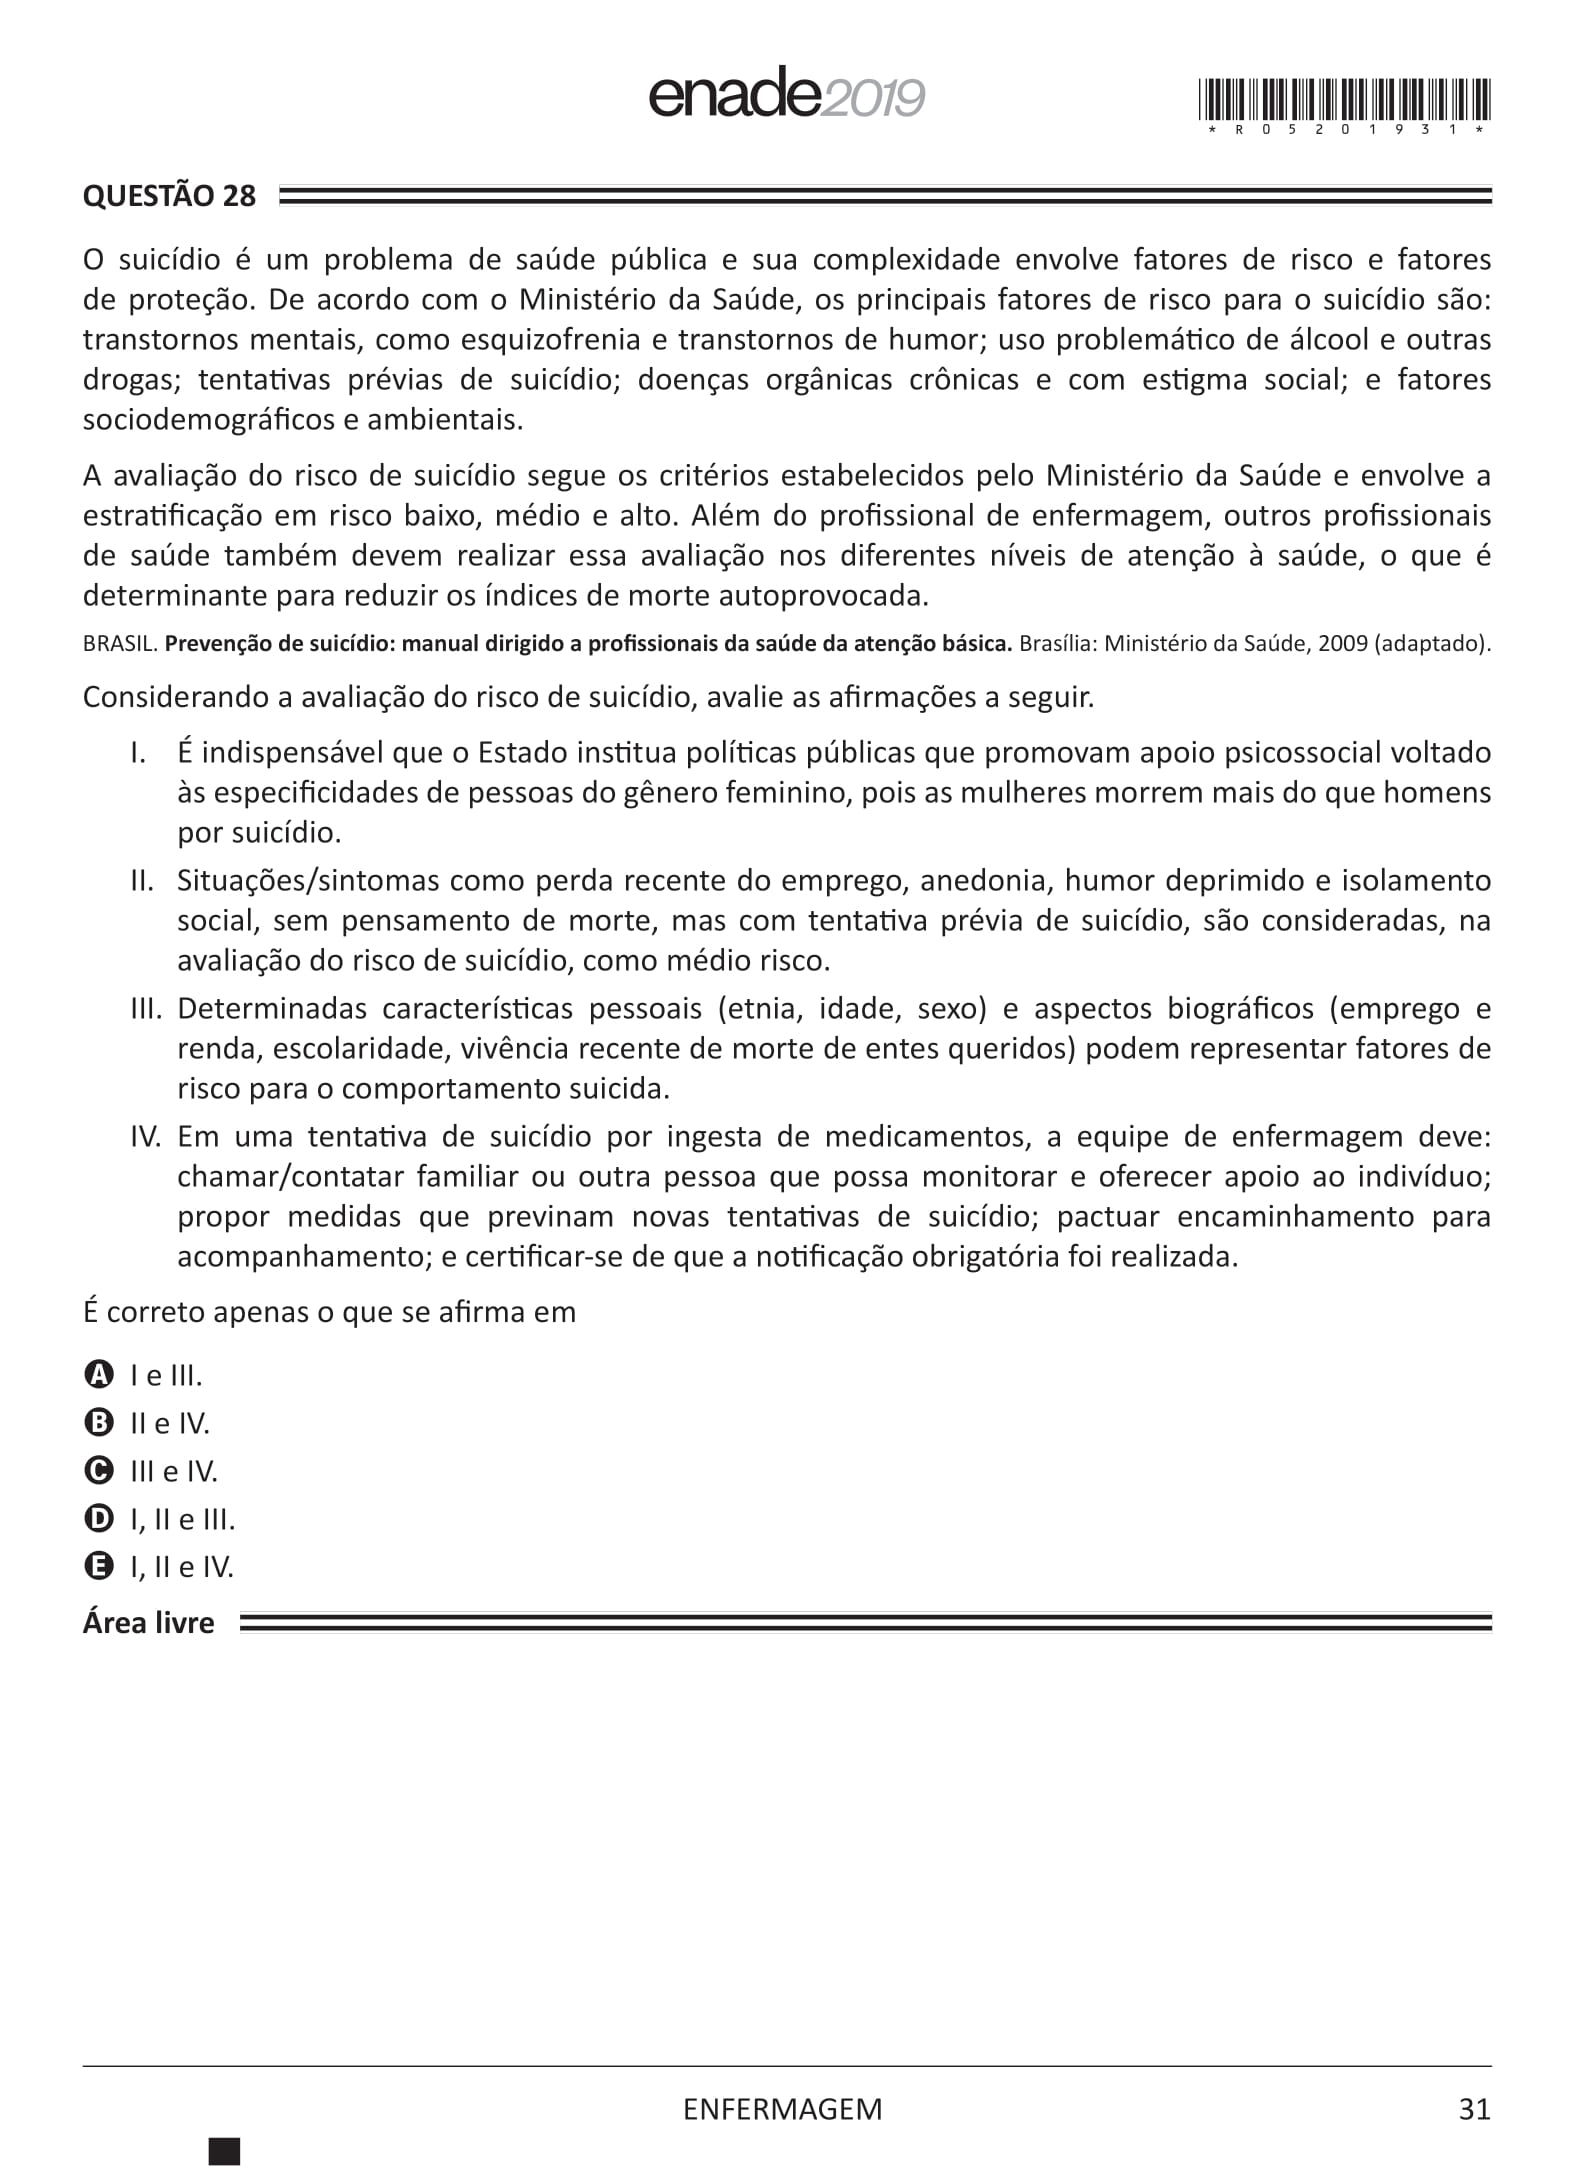 enade2019
*R05201931*
QUESTÃO 28
O suicídio é um problema de saúde pública e sua complexidade envolve fatores de risco e fatores
de proteção. De acordo com o Ministério da Saúde, os principais fatores de risco para o suicídio são:
transtornos mentais, como esquizofrenia e transtornos de humor; uso problemático de álcool e outras
drogas; tentativas prévias de suicídio; doenças orgânicas crônicas e com estigma social; e fatores
sociodemográficos e ambientais.
A avaliação do risco de suicídio segue os critérios estabelecidos pelo Ministério da Saúde e envolve a
estratificação em risco baixo, médio e alto. Além do profissional de enfermagem, outros profissionais
de saúde também devem realizar essa avaliação nos diferentes níveis de atenção à saúde, o que é
determinante para reduzir os índices de morte autoprovocada.
BRASIL. Prevenção de suicídio: manual dirigido a profissionais da saúde da atenção básica. Brasília: Ministério da Saúde, 2009 (adaptado).
Considerando a avaliação do risco de suicídio, avalie as afirmações a seguir.
I. É indispensável que o Estado institua políticas públicas que promovam apoio psicossocial voltado
às especificidades de pessoas do gênero feminino, pois as mulheres morrem mais do que homens
por suicídio.
II. Situações/sintomas como perda recente do emprego, anedonia, humor deprimido e isolamento
social, sem pensamento de morte, mas com tentativa prévia de suicídio, são consideradas, na
avaliação do risco de suicídio, como médio risco.
III. Determinadas características pessoais (etnia, idade, sexo) e aspectos biográficos (emprego e
renda, escolaridade, vivência recente de morte de entes queridos) podem representar fatores de
risco para o comportamento suicida.
IV. Em uma tentativa de suicídio por ingesta de medicamentos, a equipe de enfermagem deve:
chamar/contatar familiar ou outra pessoa que possa monitorar e oferecer apoio ao indivíduo;
propor medidas que previnam novas tentativas de suicídio; pactuar encaminhamento para
acompanhamento; e certificar-se de que a notificação obrigatória foi realizada.
É correto apenas o que se afirma em
A I e III.
B II e IV.
C III e IV.
D I, II e III.
E I, II e IV.
Área livre
ENFERMAGEM
31